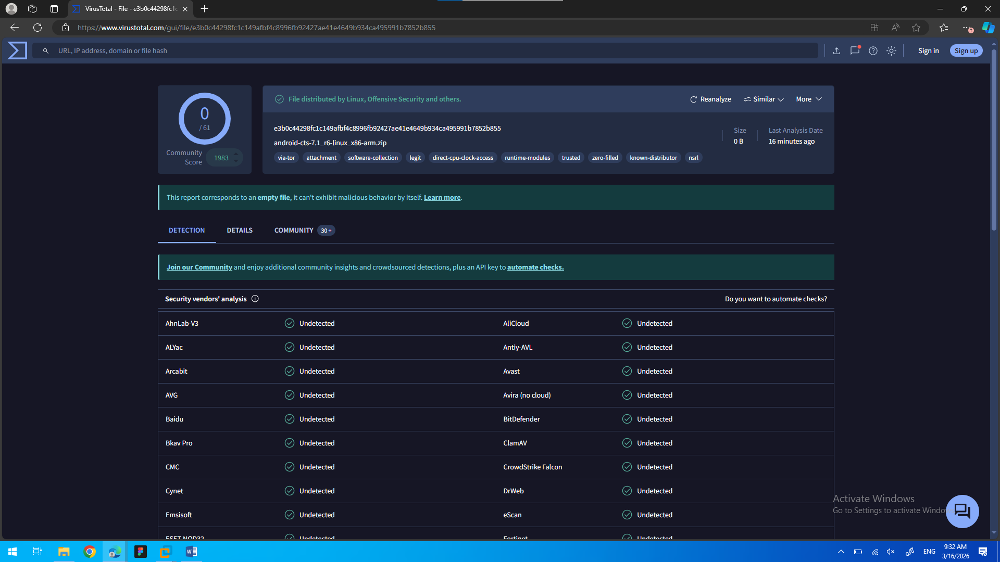 VirusTotal - File - e3b0c44298fc1c
https://www.virustotal.com/gui/file/e3b0c44298fc1c149afbf4c8996fb92427ae41e4649b934ca495991b7852b855
URL, IP address, domain or file hash
Sign in
Sign up
0
/ 61
Community
Score
1983
File distributed by Linux, Offensive Security and others.
Reanalyze
Similar
More
e3b0c44298fc1c149afbf4c8996fb92427ae41e4649b934ca495991b7852b855
android-cts-7.1_r6-linux_x86-arm.zip
via-tor
attachment
software-collection
legit
direct-cpu-clock-access
runtime-modules
trusted
zero-filled
known-distributor
nsrl
Size
0 B
Last Analysis Date
16 minutes ago
This report corresponds to an empty file, it can't exhibit malicious behavior by itself. Learn more.
DETECTION
DETAILS
COMMUNITY 30+
Join our Community and enjoy additional community insights and crowdsourced detections, plus an API key to automate checks.
Security vendors' analysis
Do you want to automate checks?
AhnLab-V3 Undetected AliCloud Undetected
ALYac Undetected Antiy-AVL Undetected
Arcabit Undetected Avast Undetected
AVG Undetected Avira (no cloud) Undetected
Baidu Undetected BitDefender Undetected
Bkav Pro Undetected ClamAV Undetected
CMC Undetected CrowdStrike Falcon Undetected
Cynet Undetected DrWeb Undetected
Emsisoft Undetected eScan Undetected
ESET-NOD32 Undetected Fortinet Undetected
Activate Windows
Go to Settings to activate Windo
ENG
9:32 AM
3/16/2026